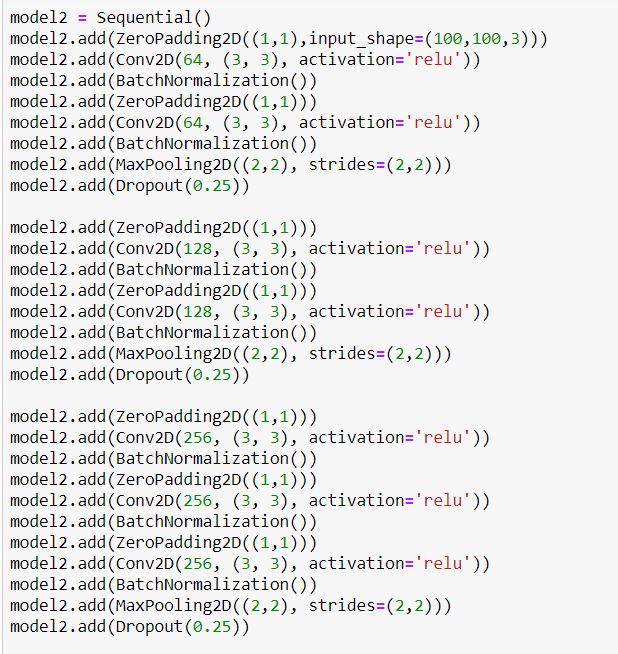 model2 = Sequential()
model2.add(ZeroPadding2D((1,1),input_shape=(100,100,3)))
model2.add(Conv2D(64, (3, 3), activation='relu'))
model2.add(BatchNormalization())
model2.add(ZeroPadding2D((1,1)))
model2.add(Conv2D(64, (3, 3), activation='relu'))
model2.add(BatchNormalization())
model2.add(MaxPooling2D((2,2), strides=(2,2)))
model2.add(Dropout(0.25))

model2.add(ZeroPadding2D((1,1)))
model2.add(Conv2D(128, (3, 3), activation='relu'))
model2.add(BatchNormalization())
model2.add(ZeroPadding2D((1,1)))
model2.add(Conv2D(128, (3, 3), activation='relu'))
model2.add(BatchNormalization())
model2.add(MaxPooling2D((2,2), strides=(2,2)))
model2.add(Dropout(0.25))

model2.add(ZeroPadding2D((1,1)))
model2.add(Conv2D(256, (3, 3), activation='relu'))
model2.add(BatchNormalization())
model2.add(ZeroPadding2D((1,1)))
model2.add(Conv2D(256, (3, 3), activation='relu'))
model2.add(BatchNormalization())
model2.add(ZeroPadding2D((1,1)))
model2.add(Conv2D(256, (3, 3), activation='relu'))
model2.add(BatchNormalization())
model2.add(MaxPooling2D((2,2), strides=(2,2)))
model2.add(Dropout(0.25))